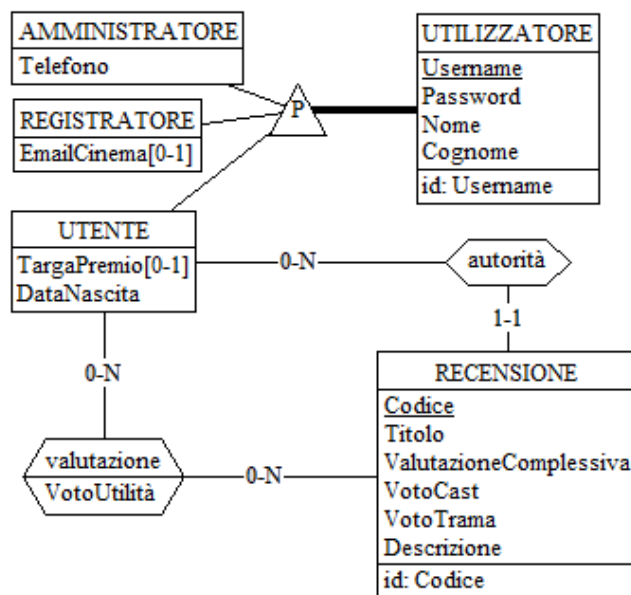 AMMINISTRATORE
Telefono
REGISTRATORE
EmailCinema[0-1]
P
UTILIZZATORE
Username
Password
Nome
Cognome
id: Username
UTENTE
TargaPremio[0-1]
DataNascita
0-N
autorità
1-1
0-N
valutazione
VotoUtilità
0-N
RECENSIONE
Codice
Titolo
ValutazioneComplessiva
VotoCast
VotoTrama
Descrizione
id: Codice